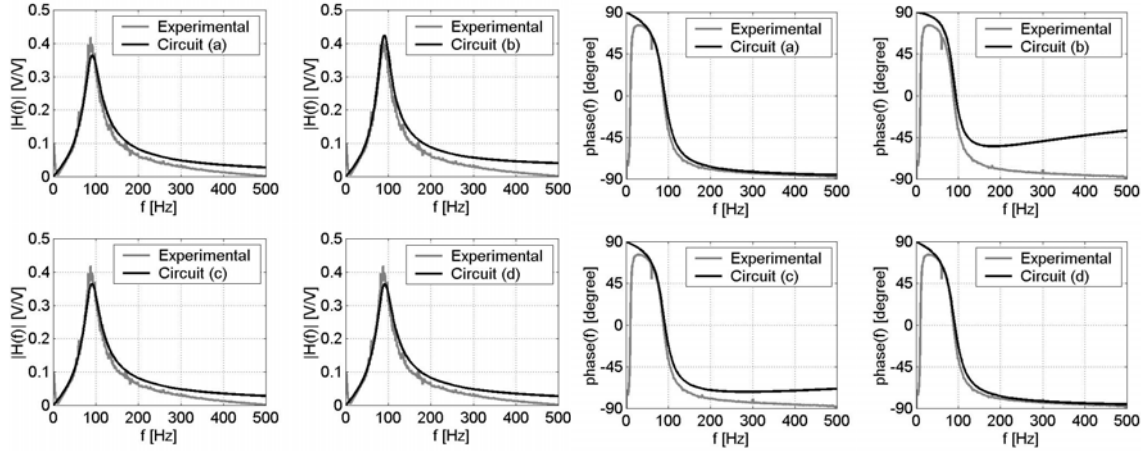 |H(f)| [V/V]
0.5
0.4
0.3
0.2
0.1
0
Experimental
Circuit (a)
0 100 200 300 400 500
f [Hz]
|H(f)| [V/V]
0.5
0.4
0.3
0.2
0.1
0
Experimental
Circuit (b)
0 100 200 300 400 500
f [Hz]
phase(f) [degree]
90
45
0
-45
-90
Experimental
Circuit (a)
0 100 200 300 400 500
f [Hz]
phase(f) [degree]
90
45
0
-45
-90
Experimental
Circuit (b)
0 100 200 300 400 500
f [Hz]
|H(f)| [V/V]
0.5
0.4
0.3
0.2
0.1
0
Experimental
Circuit (c)
0 100 200 300 400 500
f [Hz]
|H(f)| [V/V]
0.5
0.4
0.3
0.2
0.1
0
Experimental
Circuit (d)
0 100 200 300 400 500
f [Hz]
phase(f) [degree]
90
45
0
-45
-90
Experimental
Circuit (c)
0 100 200 300 400 500
f [Hz]
phase(f) [degree]
90
45
0
-45
-90
Experimental
Circuit (d)
0 100 200 300 400 500
f [Hz]